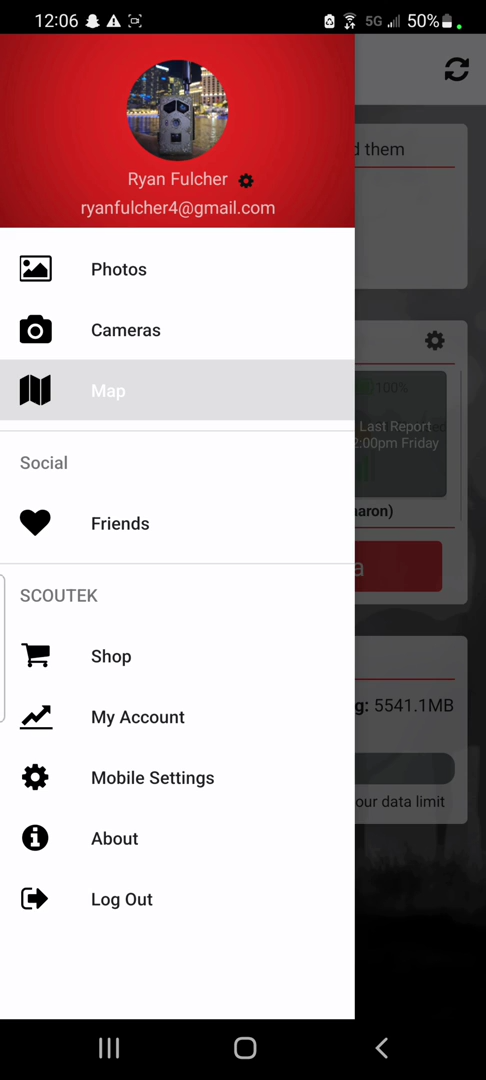 12:06
5G
50%
Ryan Fulcher
ryanfulcher4@gmail.com
d them
Photos
Cameras
Map
100%
Last Report
2:00pm Friday
aron)
Social
Friends
a
SCOUTEK
Shop
My Account
g: 5541.1MB
Mobile Settings
our data limit
About
Log Out